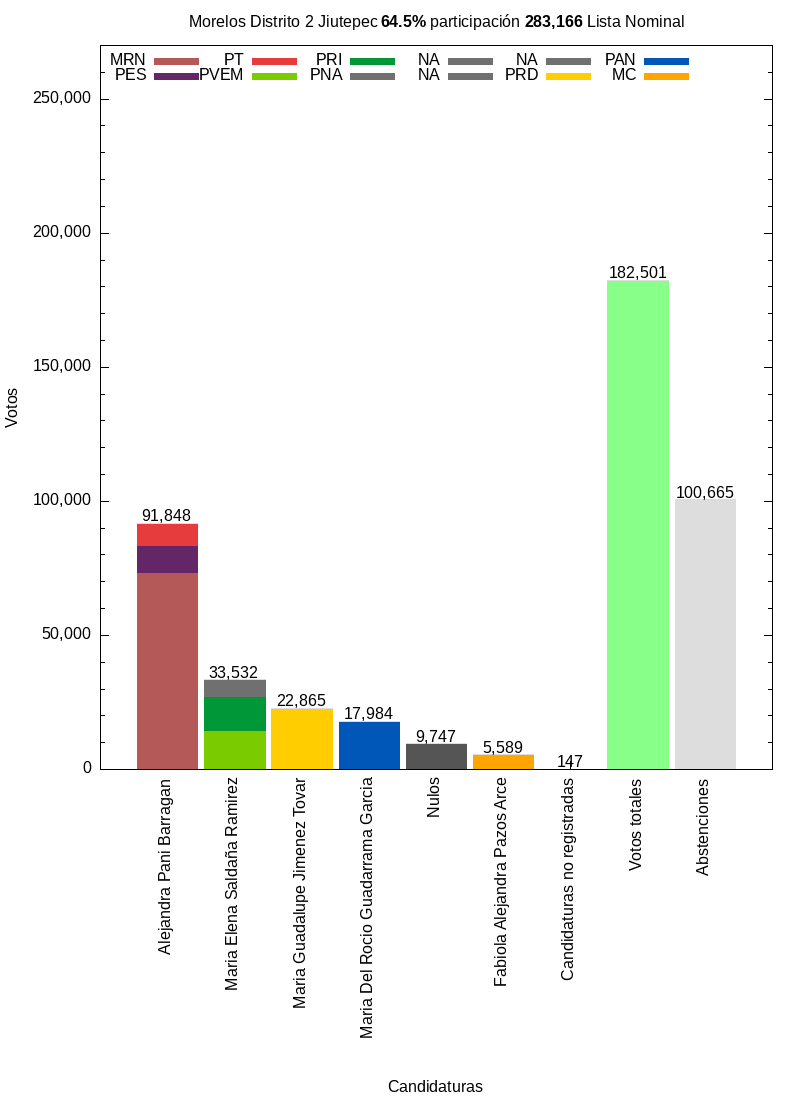 Morelos Distrito 2 Jiutepec 64.5% participación 283,166 Lista Nominal
MRN PT PRI NA NA PAN
PES PVEM PNA NA PRD MC
250,000
200,000
150,000
100,000
50,000
0
Votos
91,848
33,532
22,865
17,984
9,747
5,589
147
182,501
100,665
Alejandra Pani Barragan
Maria Elena Saldaña Ramirez
Maria Guadalupe Jimenez Tovar
Maria Del Rocio Guadarrama Garcia
Nulos
Fabiola Alejandra Pazos Arce
Candidaturas no registradas
Votos totales
Abstenciones
Candidaturas